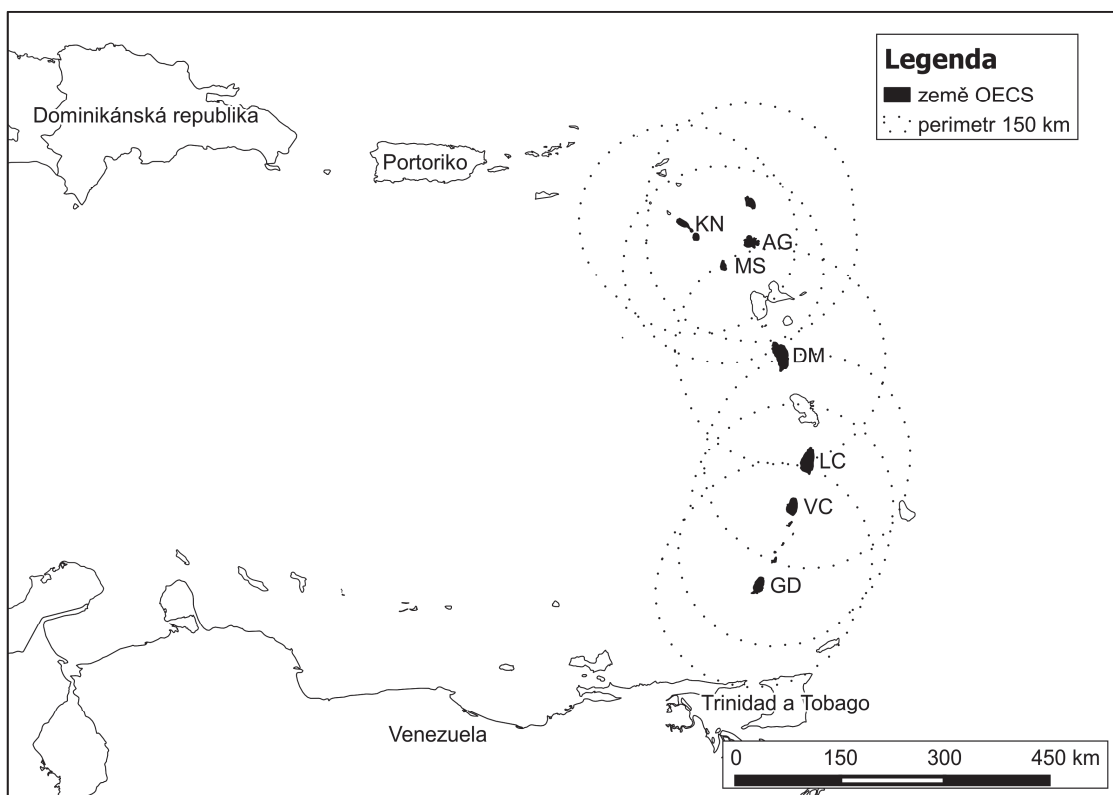 Legenda
země OECS
perimetr 150 km
Dominikánská republika
Portoriko
KN
AG
MS
DM
LC
VC
GD
Trinidad a Tobago
Venezuela
0 150 300 450 km